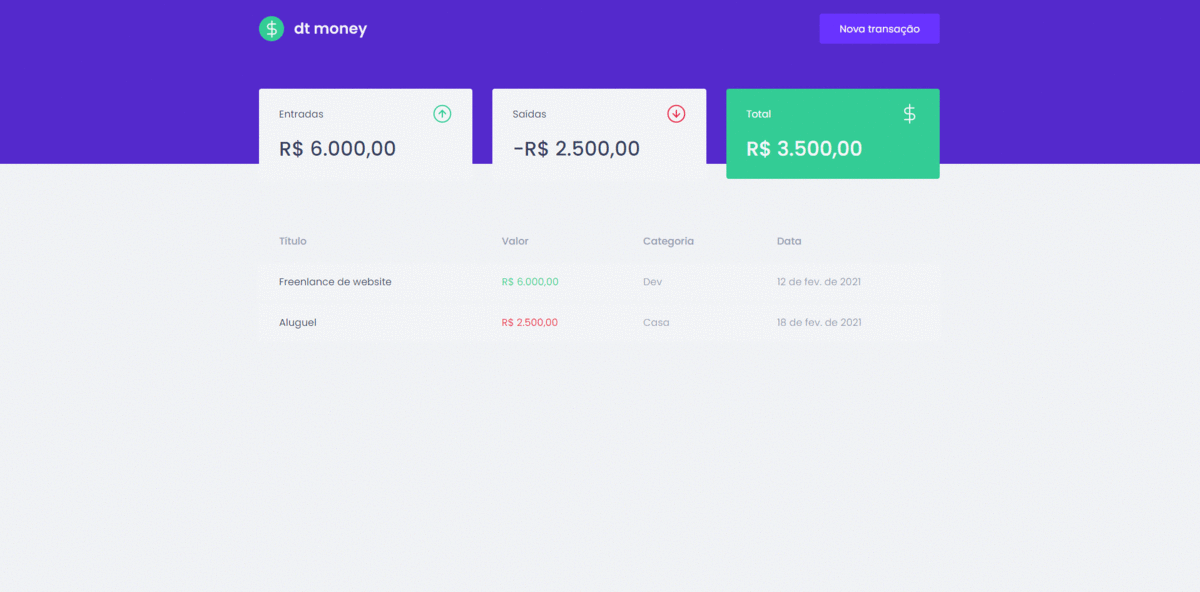 $ dt money
Nova transação
Entradas
R$ 6.000,00
Saídas
-R$ 2.500,00
Total $
R$ 3.500,00
Título Valor Categoria Data
Freenlance de website R$ 6.000,00 Dev 12 de fev. de 2021
Aluguel R$ 2.500,00 Casa 18 de fev. de 2021